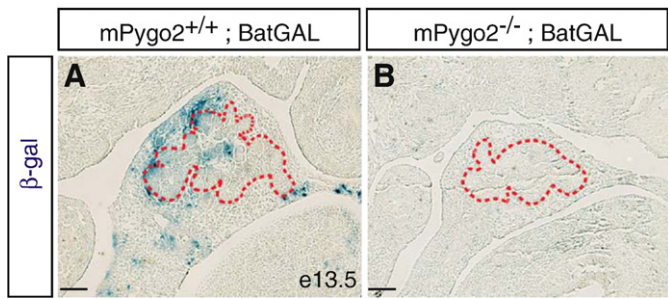 mPygo2+/+ ; BatGAL
mPygo2-/- ; BatGAL
β-gal
A
B
e13.5